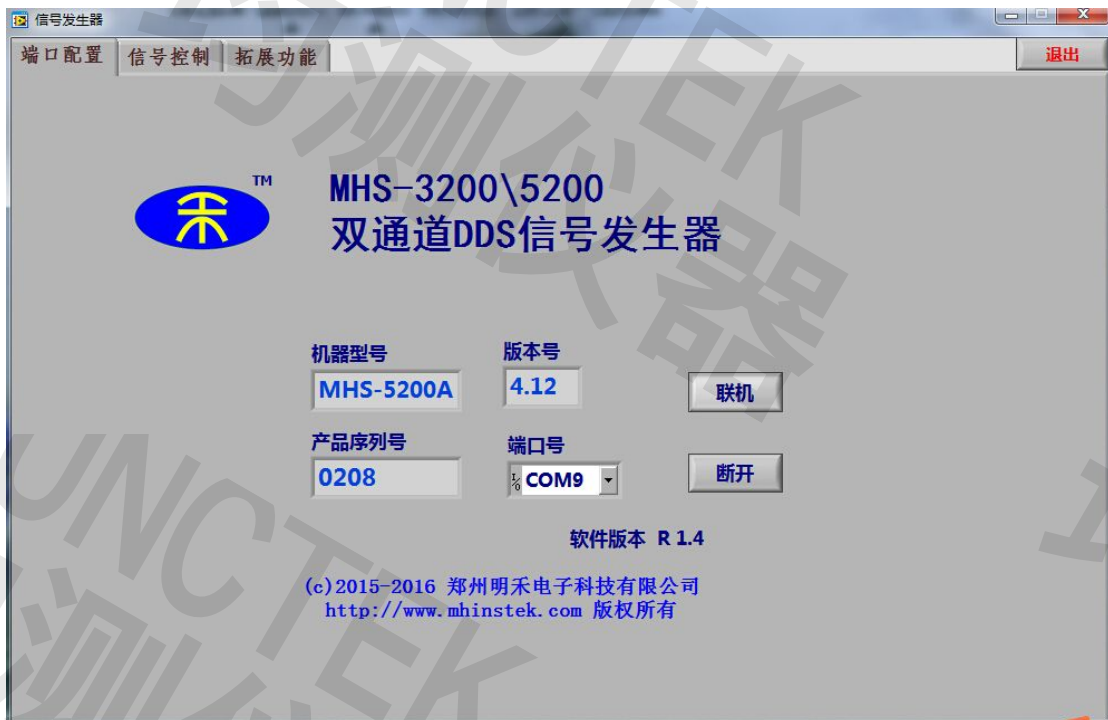 信号发生器
端口配置 信号控制 拓展功能 退出
TM
MHS-3200\5200
双通道DDS信号发生器
机器型号 版本号
MHS-5200A 4.12 联机
产品序列号 端口号
0208 COM9 断开
软件版本 R 1.4
(c)2015-2016 郑州明禾电子科技有限公司
http://www.mhinstek.com 版权所有